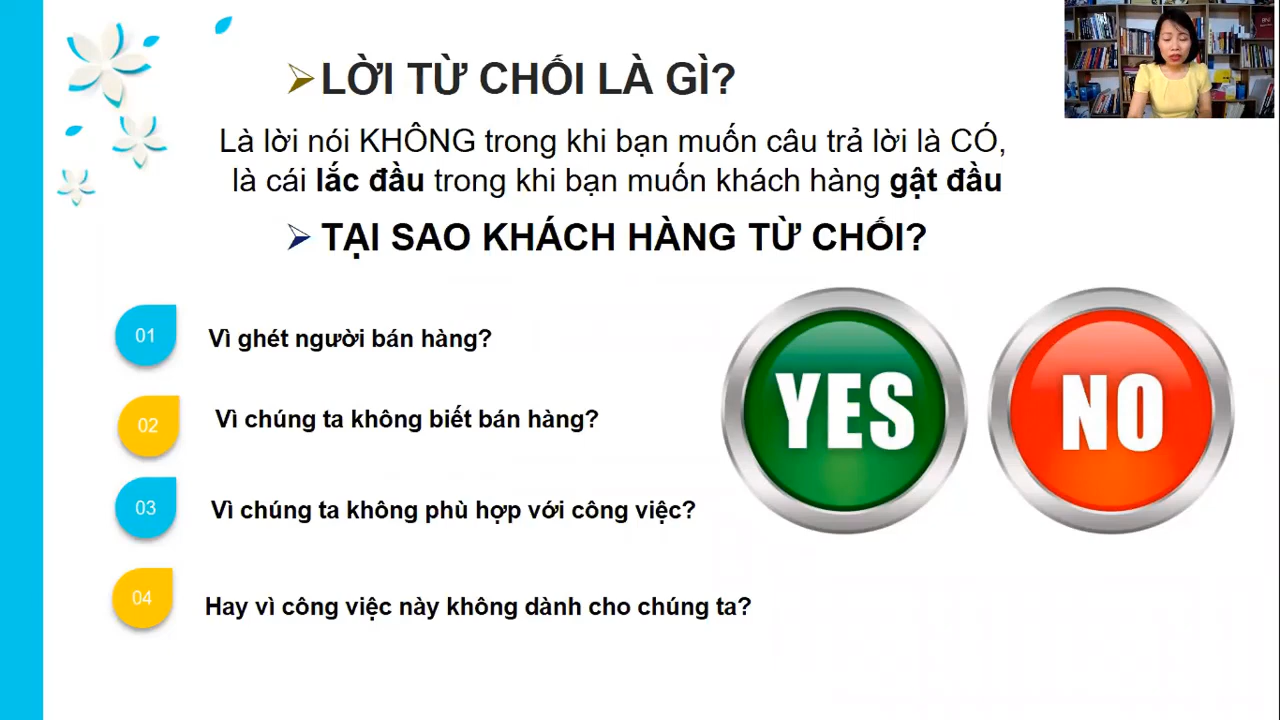 LỜI TỪ CHỐI LÀ GÌ?
Là lời nói KHÔNG trong khi bạn muốn câu trả lời là CÓ,
là cái lắc đầu trong khi bạn muốn khách hàng gật đầu
TẠI SAO KHÁCH HÀNG TỪ CHỐI?
01 Vì ghét người bán hàng?
02 Vì chúng ta không biết bán hàng?
03 Vì chúng ta không phù hợp với công việc?
04 Hay vì công việc này không dành cho chúng ta?
YES NO